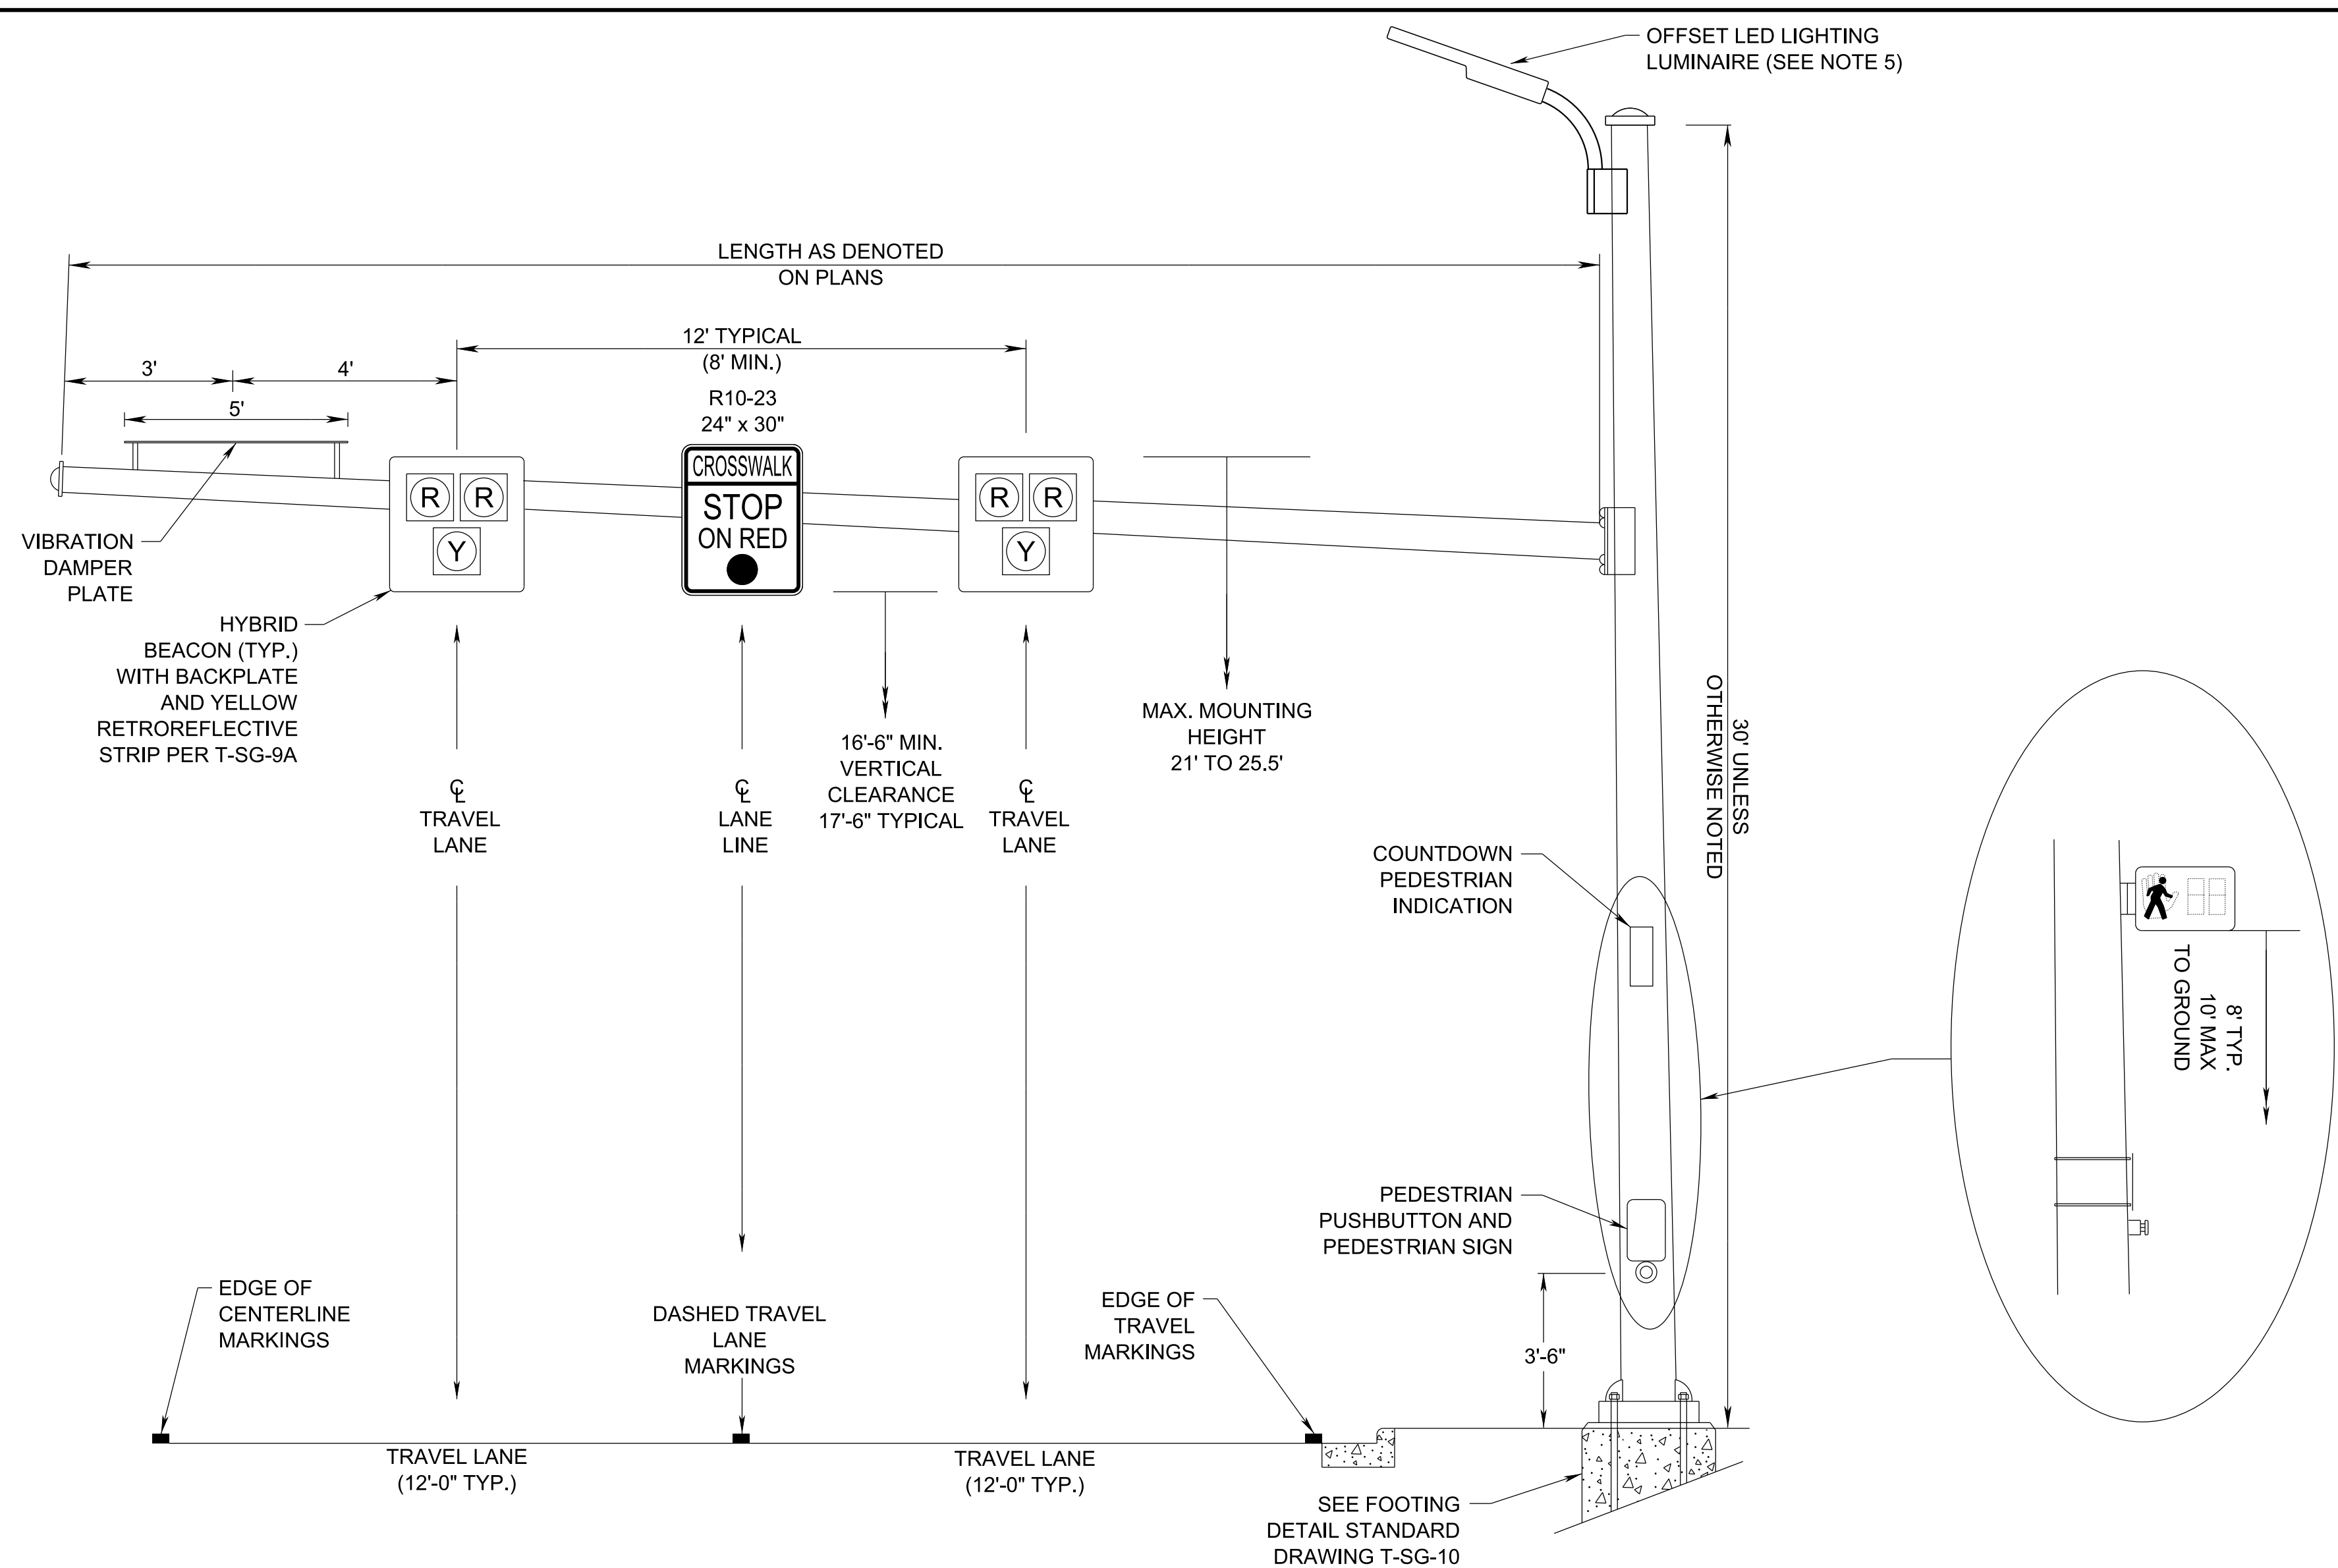 OFFSET LED LIGHTING
LUMINAIRE (SEE NOTE 5)
LENGTH AS DENOTED
ON PLANS
12' TYPICAL
(8' MIN.)
3'
4'
5'
R10-23
24" x 30"
CROSSWALK
STOP
ON RED
R R
Y
R R
Y
VIBRATION
DAMPER
PLATE
HYBRID
BEACON (TYP.)
WITH BACKPLATE
AND YELLOW
RETROREFLECTIVE
STRIP PER T-SG-9A
16'-6" MIN.
VERTICAL
CLEARANCE
17'-6" TYPICAL
MAX. MOUNTING
HEIGHT
21' TO 25.5'
30' UNLESS
OTHERWISE NOTED
℄
TRAVEL
LANE
℄
LANE
LINE
℄
TRAVEL
LANE
COUNTDOWN
PEDESTRIAN
INDICATION
8' TYP.
10' MAX
TO GROUND
PEDESTRIAN
PUSHBUTTON AND
PEDESTRIAN SIGN
3'-6"
EDGE OF
CENTERLINE
MARKINGS
DASHED TRAVEL
LANE
MARKINGS
EDGE OF
TRAVEL
MARKINGS
TRAVEL LANE
(12'-0" TYP.)
TRAVEL LANE
(12'-0" TYP.)
SEE FOOTING
DETAIL STANDARD
DRAWING T-SG-10